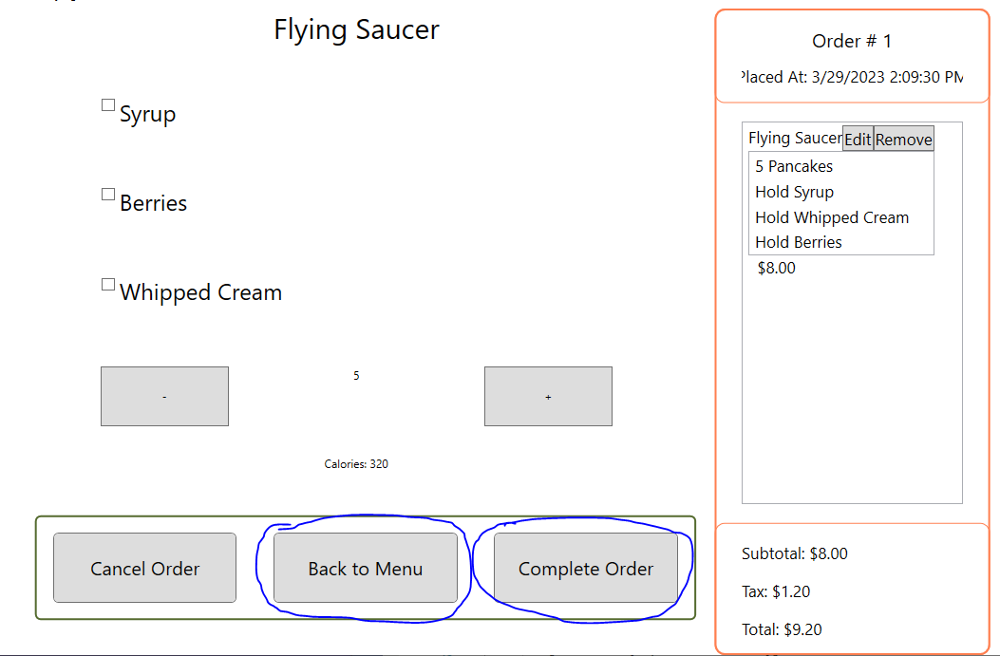 Flying Saucer
Syrup
Berries
Whipped Cream
- 5 +
Calories: 320
Cancel Order Back to Menu Complete Order
Order # 1
Placed At: 3/29/2023 2:09:30 PM
Flying Saucer Edit Remove
5 Pancakes
Hold Syrup
Hold Whipped Cream
Hold Berries
$8.00
Subtotal: $8.00
Tax: $1.20
Total: $9.20